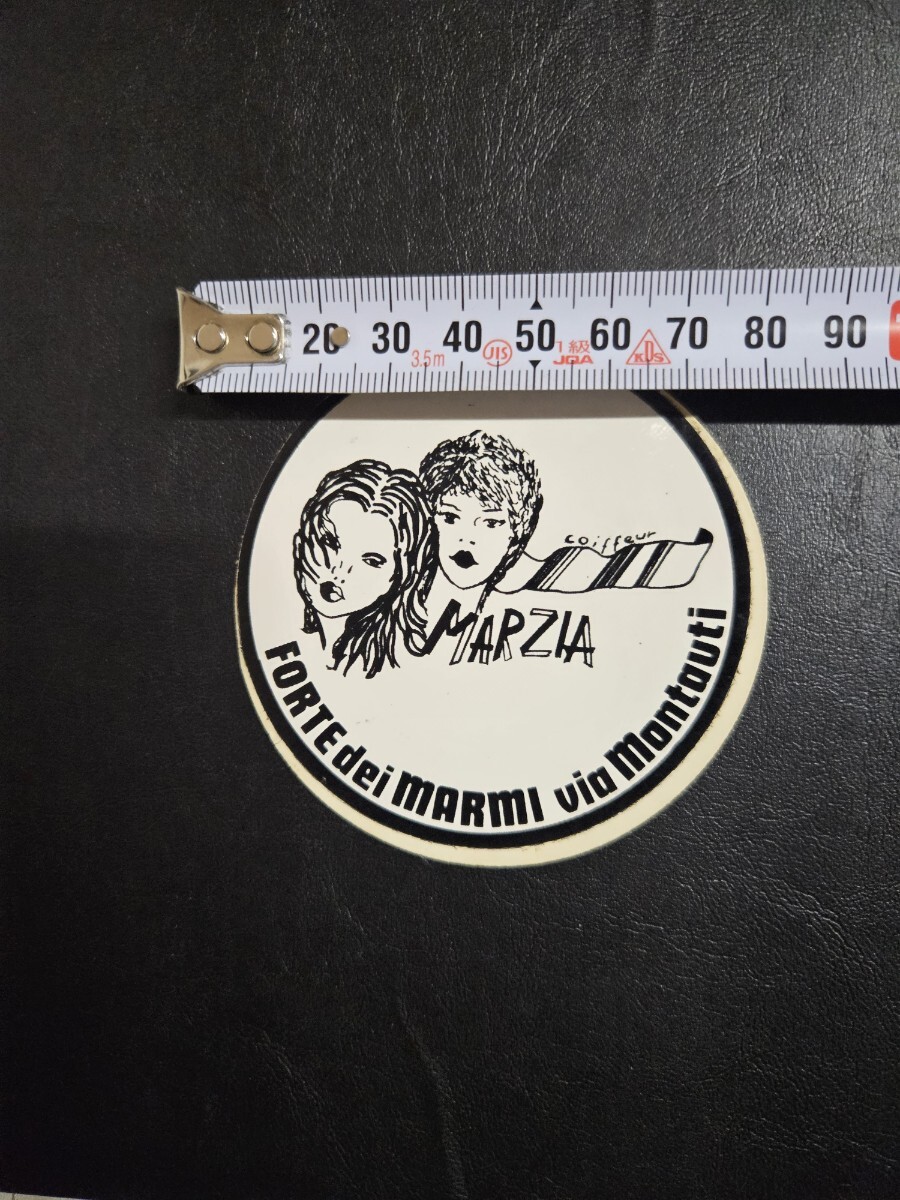 20 30 40 50 60 70 80 90
3.5m JIS 1級 KDS
JQA
coiffeur
MARZIA
FORTE dei MARMI via Montauti